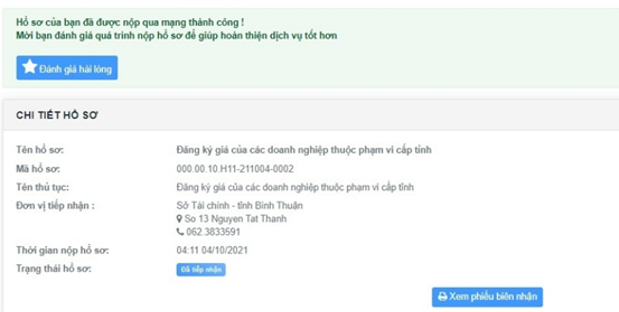 Hồ sơ của bạn đã được nộp qua mạng thành công !
Mời bạn đánh giá quá trình nộp hồ sơ để giúp hoàn thiện dịch vụ tốt hơn
Đánh giá hài lòng
CHI TIẾT HỒ SƠ
Tên hồ sơ: Đăng ký giá của các doanh nghiệp thuộc phạm vi cấp tỉnh
Mã hồ sơ: 000.00.10.H11-211004-0002
Tên thủ tục: Đăng ký giá của các doanh nghiệp thuộc phạm vi cấp tỉnh
Đơn vị tiếp nhận : Sở Tài chính - tỉnh Bình Thuận
So 13 Nguyen Tat Thanh
062.3833591
Thời gian nộp hồ sơ: 04:11 04/10/2021
Trạng thái hồ sơ: Đã tiếp nhận
Xem phiếu biên nhận